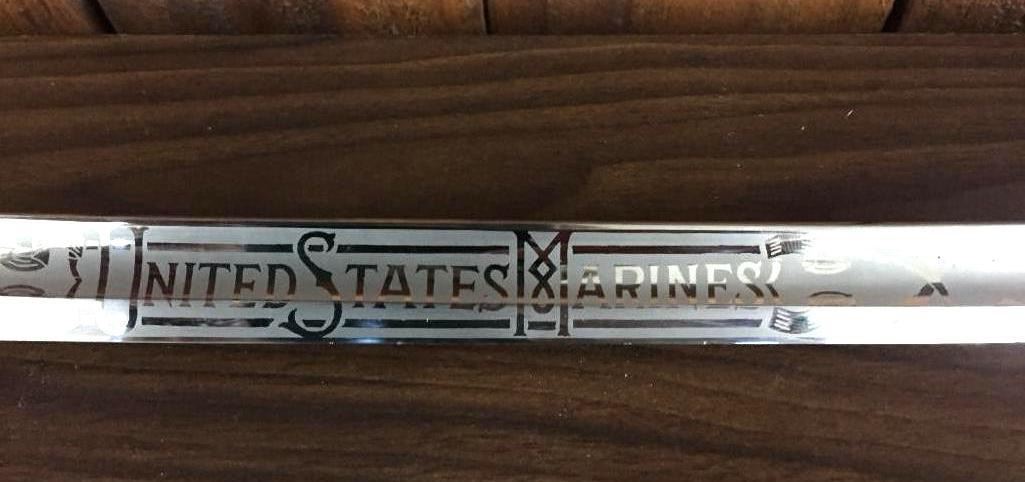 UNITED STATES MARINES